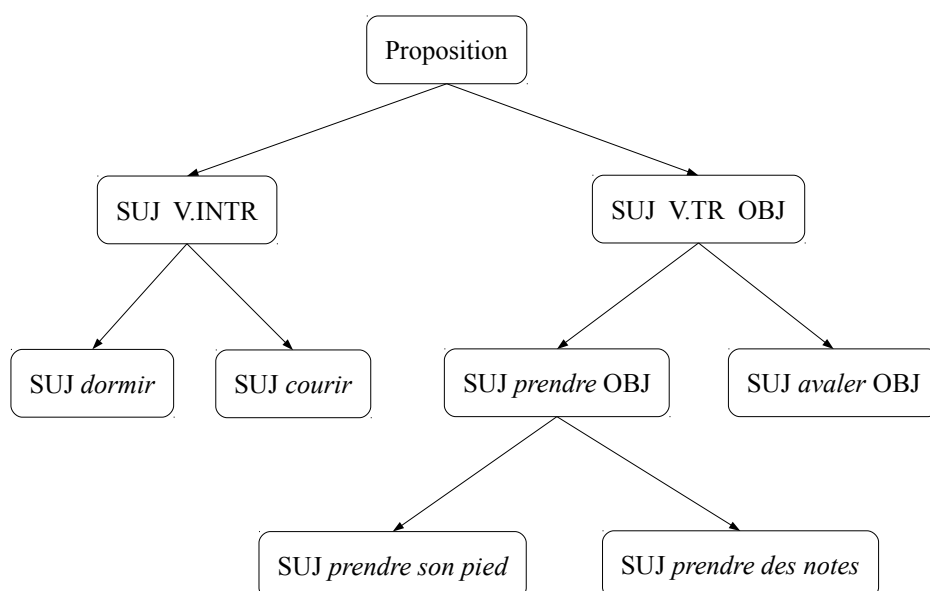 Proposition
SUJ V.INTR
SUJ V.TR OBJ
SUJ dormir
SUJ courir
SUJ prendre OBJ
SUJ avaler OBJ
SUJ prendre son pied
SUJ prendre des notes